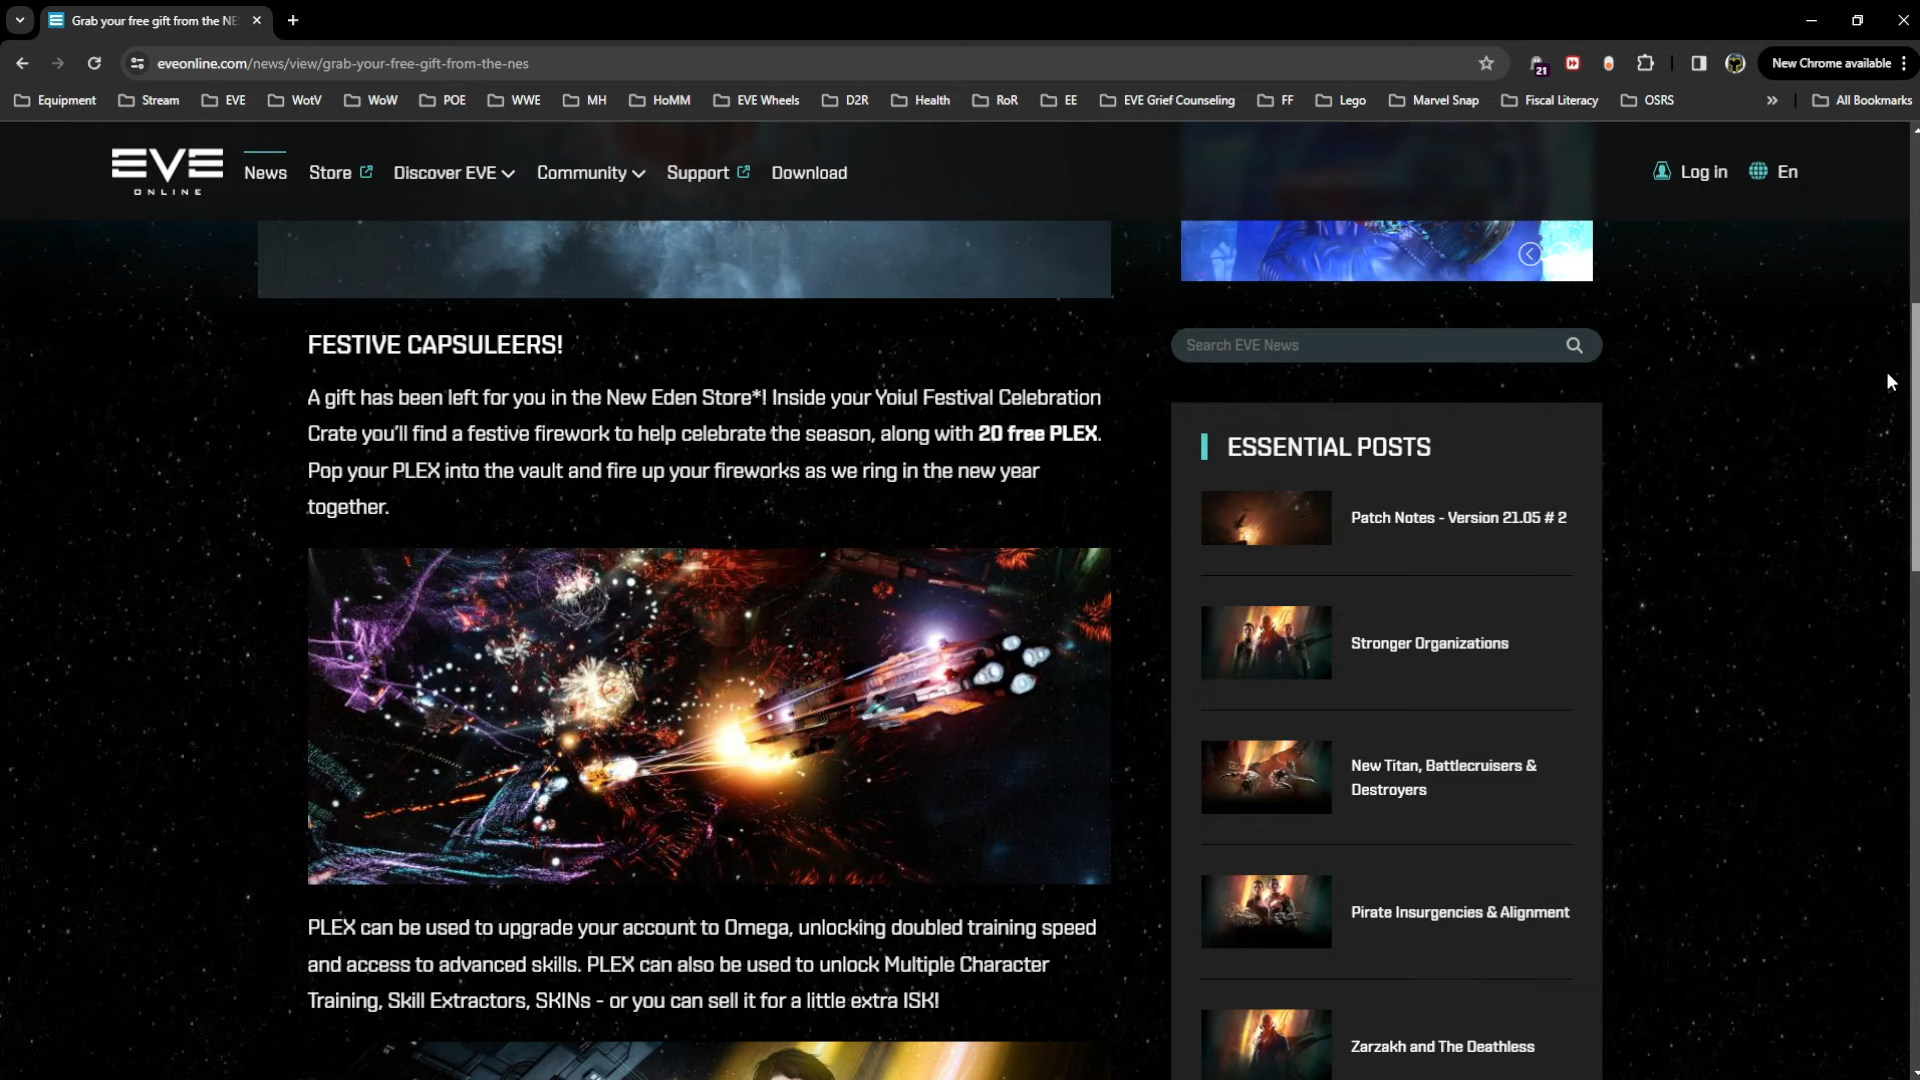 Grab your free gift from the NE
eveonline.com/news/view/grab-your-free-gift-from-the-nes
21
New Chrome available
Equipment
Stream
EVE
WotV
WoW
POE
WWE
MH
HoMM
EVE Wheels
D2R
Health
RoR
EE
EVE Grief Counseling
FF
Lego
Marvel Snap
Fiscal Literacy
OSRS
All Bookmarks
EVE
ONLINE
News
Store
Discover EVE
Community
Support
Download
Log in
En
FESTIVE CAPSULEERS!
A gift has been left for you in the New Eden Store*! Inside your Yoiul Festival Celebration
Crate you'll find a festive firework to help celebrate the season, along with 20 free PLEX.
Pop your PLEX into the vault and fire up your fireworks as we ring in the new year
together.
PLEX can be used to upgrade your account to Omega, unlocking doubled training speed
and access to advanced skills. PLEX can also be used to unlock Multiple Character
Training, Skill Extractors, SKINs - or you can sell it for a little extra ISK!
Search EVE News
ESSENTIAL POSTS
Patch Notes - Version 21.05 # 2
Stronger Organizations
New Titan, Battlecruisers &
Destroyers
Pirate Insurgencies & Alignment
Zarzakh and The Deathless